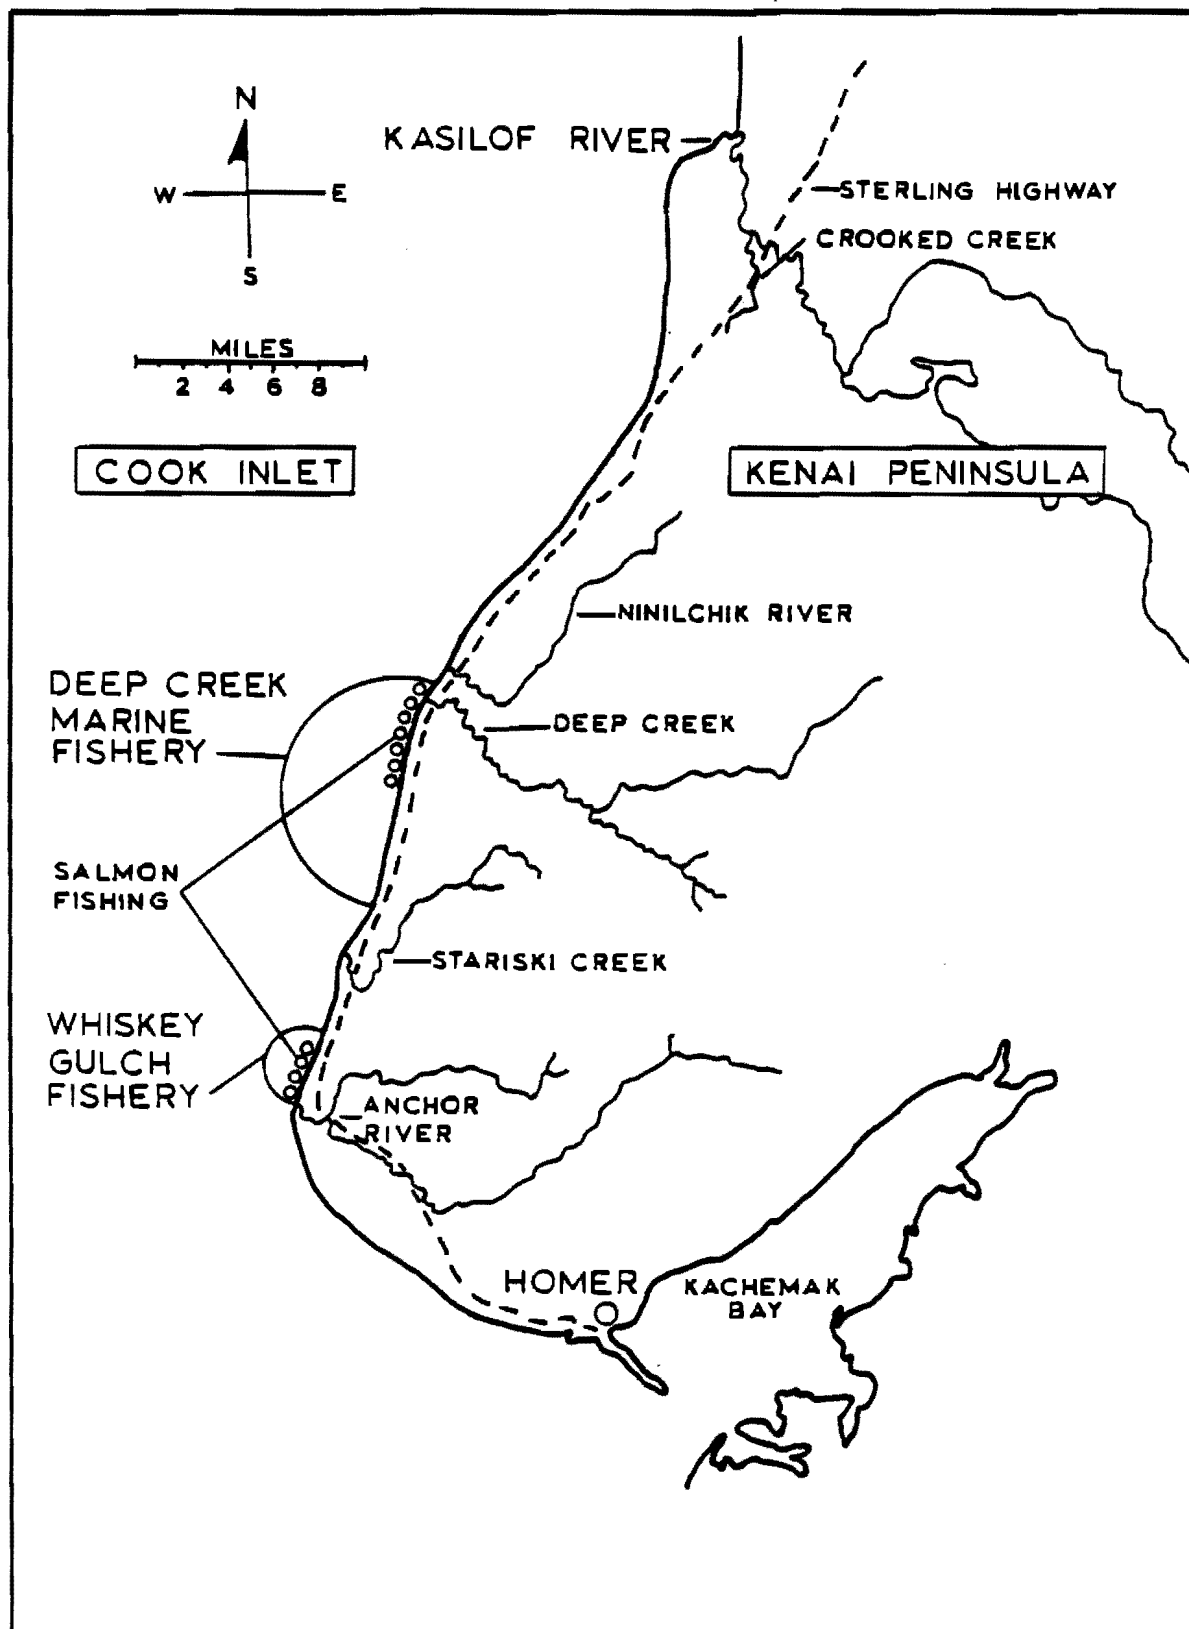 N
KASILOF RIVER
W
E
STERLING HIGHWAY
CROOKED CREEK
S
MILES
2 4 6 8
COOK INLET
KENAI PENINSULA
NINILCHIK RIVER
DEEP CREEK
MARINE
FISHERY
DEEP CREEK
SALMON
FISHING
STARISKI CREEK
WHISKEY
GULCH
FISHERY
ANCHOR
RIVER
HOMER
KACHEMAK
BAY